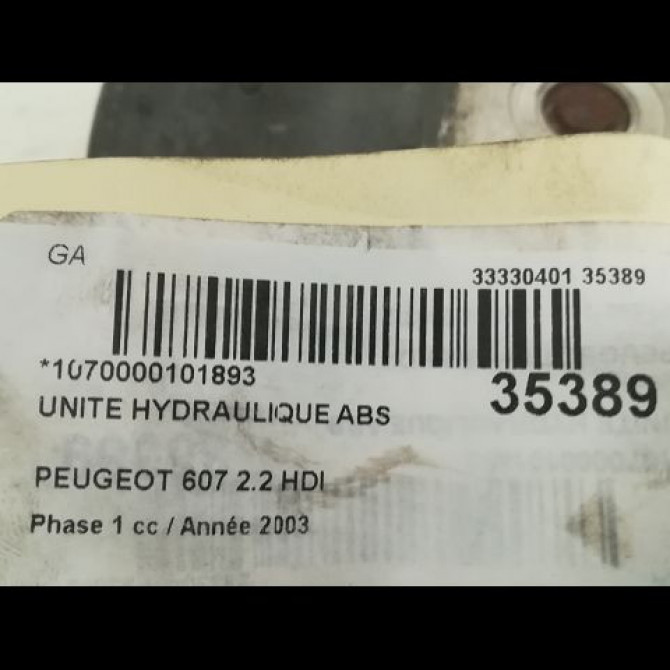 GA
33330401 35389
*1070000101893
35389
UNITE HYDRAULIQUE ABS
PEUGEOT 607 2.2 HDI
Phase 1 cc / Année 2003